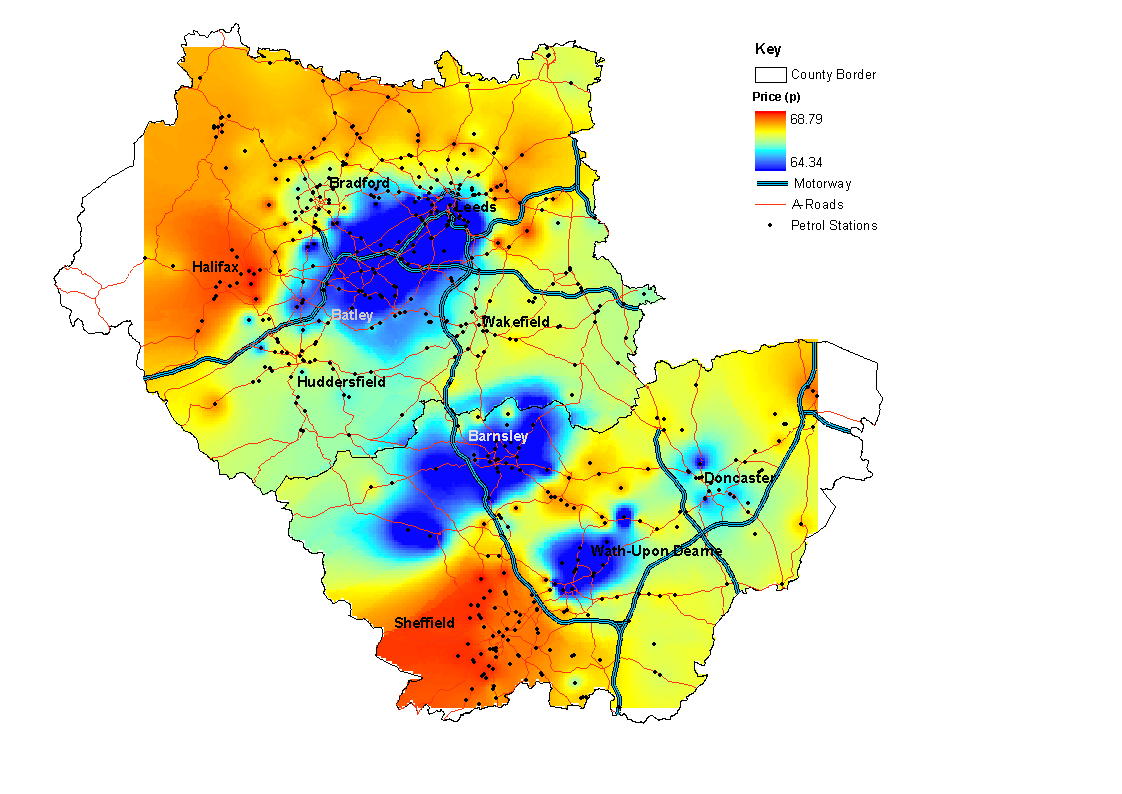 Key
County Border
Price (p)
68.79
64.34
Motorway
A-Roads
Petrol Stations
Bradford
Leeds
Halifax
Batley
Wakefield
Huddersfield
Barnsley
Doncaster
Wath-Upon Dearne
Sheffield